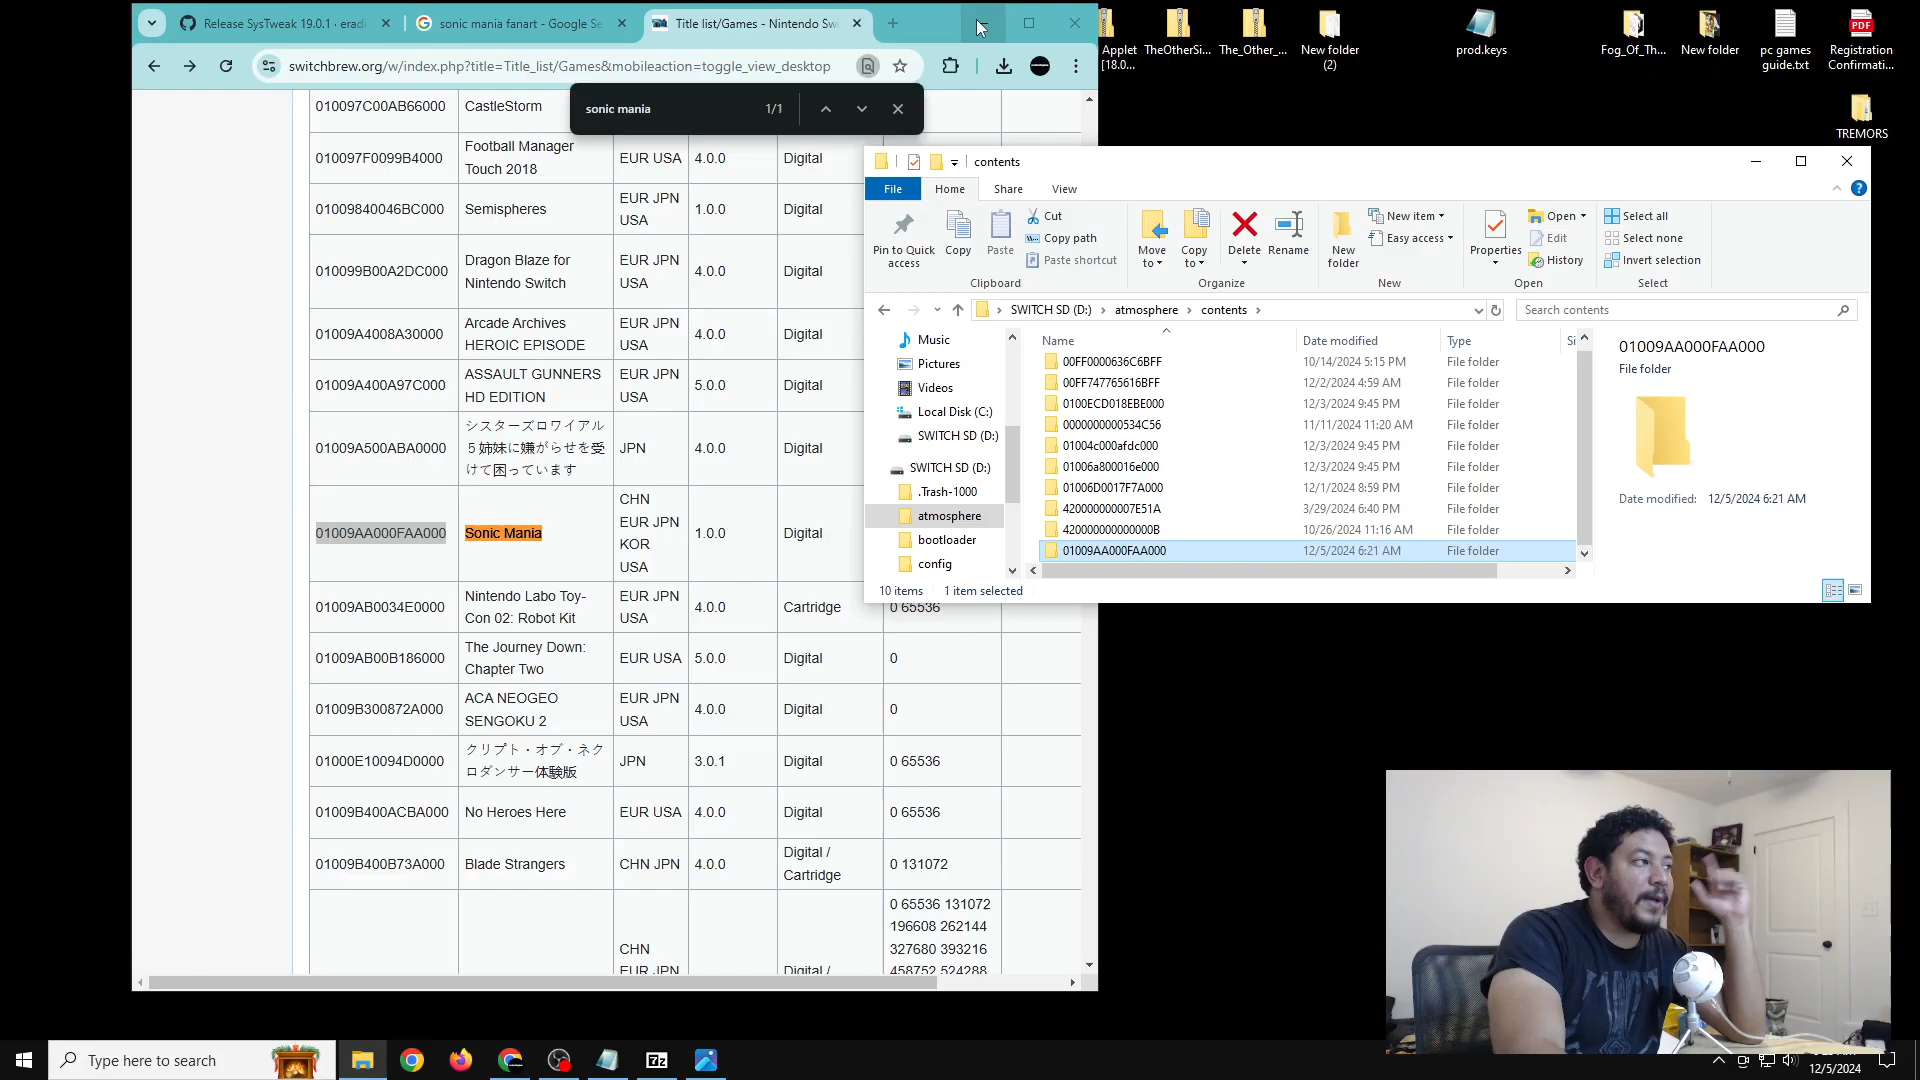 Release SysTweak 19.0.1 · eradi
sonic mania fanart - Google Se
Title list/Games - Nintendo Swi
switchbrew.org/w/index.php?title=Title_list/Games&mobileaction=toggle_view_desktop
sonic mania
1/1
010097C00AB66000 CastleStorm
010097F0099B4000 Football Manager Touch 2018 EUR USA 4.0.0 Digital
01009840046BC000 Semispheres EUR JPN USA 1.0.0 Digital
010099B00A2DC000 Dragon Blaze for Nintendo Switch EUR JPN USA 4.0.0 Digital
01009A4008A30000 Arcade Archives HEROIC EPISODE EUR JPN USA 4.0.0 Digital
01009A400A97C000 ASSAULT GUNNERS HD EDITION EUR JPN USA 5.0.0 Digital
01009A500ABA0000 シスターズロワイアル５姉妹に嫌がらせを受けて困っています JPN 4.0.0 Digital
01009AA000FAA000 Sonic Mania CHN EUR JPN KOR USA 1.0.0 Digital
01009AB0034E0000 Nintendo Labo Toy-Con 02: Robot Kit EUR JPN USA 4.0.0 Cartridge 0 65536
01009AB00B186000 The Journey Down: Chapter Two EUR USA 5.0.0 Digital 0
01009B300872A000 ACA NEOGEO SENGOKU 2 EUR JPN USA 4.0.0 Digital 0
01000E10094D0000 クリプト・オブ・ネクロダンサー体験版 JPN 3.0.1 Digital 0 65536
01009B400ACBA000 No Heroes Here EUR USA 4.0.0 Digital 0 65536
01009B400B73A000 Blade Strangers CHN JPN 4.0.0 Digital / Cartridge 0 131072
0 65536 131072
196608 262144
327680 393216
458752 524288
CHN
EUR JPN
Digital /
Applet [18.0...
TheOtherSi...
The_Other_...
New folder (2)
prod.keys
Fog_Of_Th...
New folder
pc games guide.txt
PDF
Registration Confirmati...
TREMORS
contents
File Home Share View
Pin to Quick access
Copy
Paste
Cut
Copy path
Paste shortcut
Move to
Copy to
Delete
Rename
New folder
New item
Easy access
Properties
Open
Edit
History
Select all
Select none
Invert selection
Clipboard Organize New Open Select
SWITCH SD (D:) atmosphere contents
Search contents
Music
Pictures
Videos
Local Disk (C:)
SWITCH SD (D:)
SWITCH SD (D:)
.Trash-1000
atmosphere
bootloader
config
Name Date modified Type Si
00FF0000636C6BFF 10/14/2024 5:15 PM File folder
00FF747765616BFF 12/2/2024 4:59 AM File folder
0100ECD018EBE000 12/3/2024 9:45 PM File folder
0000000000534C56 11/11/2024 11:20 AM File folder
01004c000afdc000 12/3/2024 9:45 PM File folder
01006a800016e000 12/3/2024 9:45 PM File folder
01006D0017F7A000 12/1/2024 8:59 PM File folder
420000000007E51A 3/29/2024 6:40 PM File folder
420000000000000B 10/26/2024 11:16 AM File folder
01009AA000FAA000 12/5/2024 6:21 AM File folder
01009AA000FAA000
File folder
Date modified: 12/5/2024 6:21 AM
10 items 1 item selected
Type here to search
7z
12/5/2024